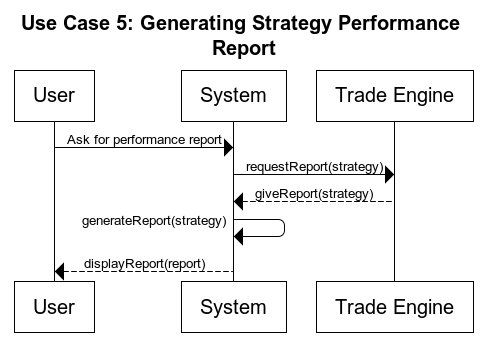 Use Case 5: Generating Strategy Performance
Report
User
System
Trade Engine
Ask for performance report
requestReport(strategy)
giveReport(strategy)
generateReport(strategy)
displayReport(report)
User
System
Trade Engine